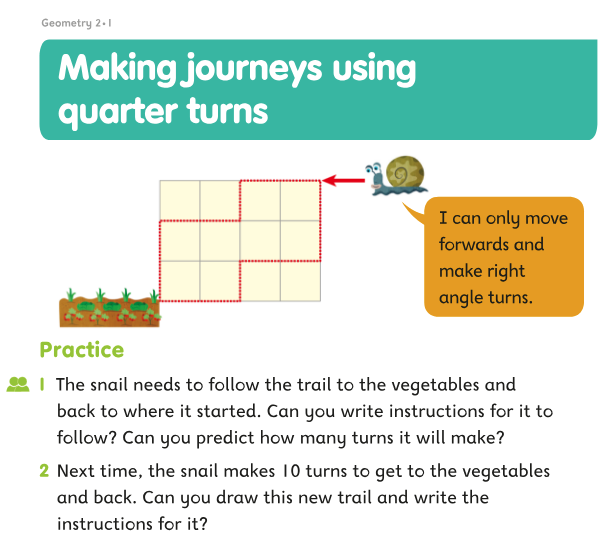 Geometry 2•1
Making journeys using
quarter turns
I can only move
forwards and
make right
angle turns.
Practice
1 The snail needs to follow the trail to the vegetables and
back to where it started. Can you write instructions for it to
follow? Can you predict how many turns it will make?
2 Next time, the snail makes 10 turns to get to the vegetables
and back. Can you draw this new trail and write the
instructions for it?